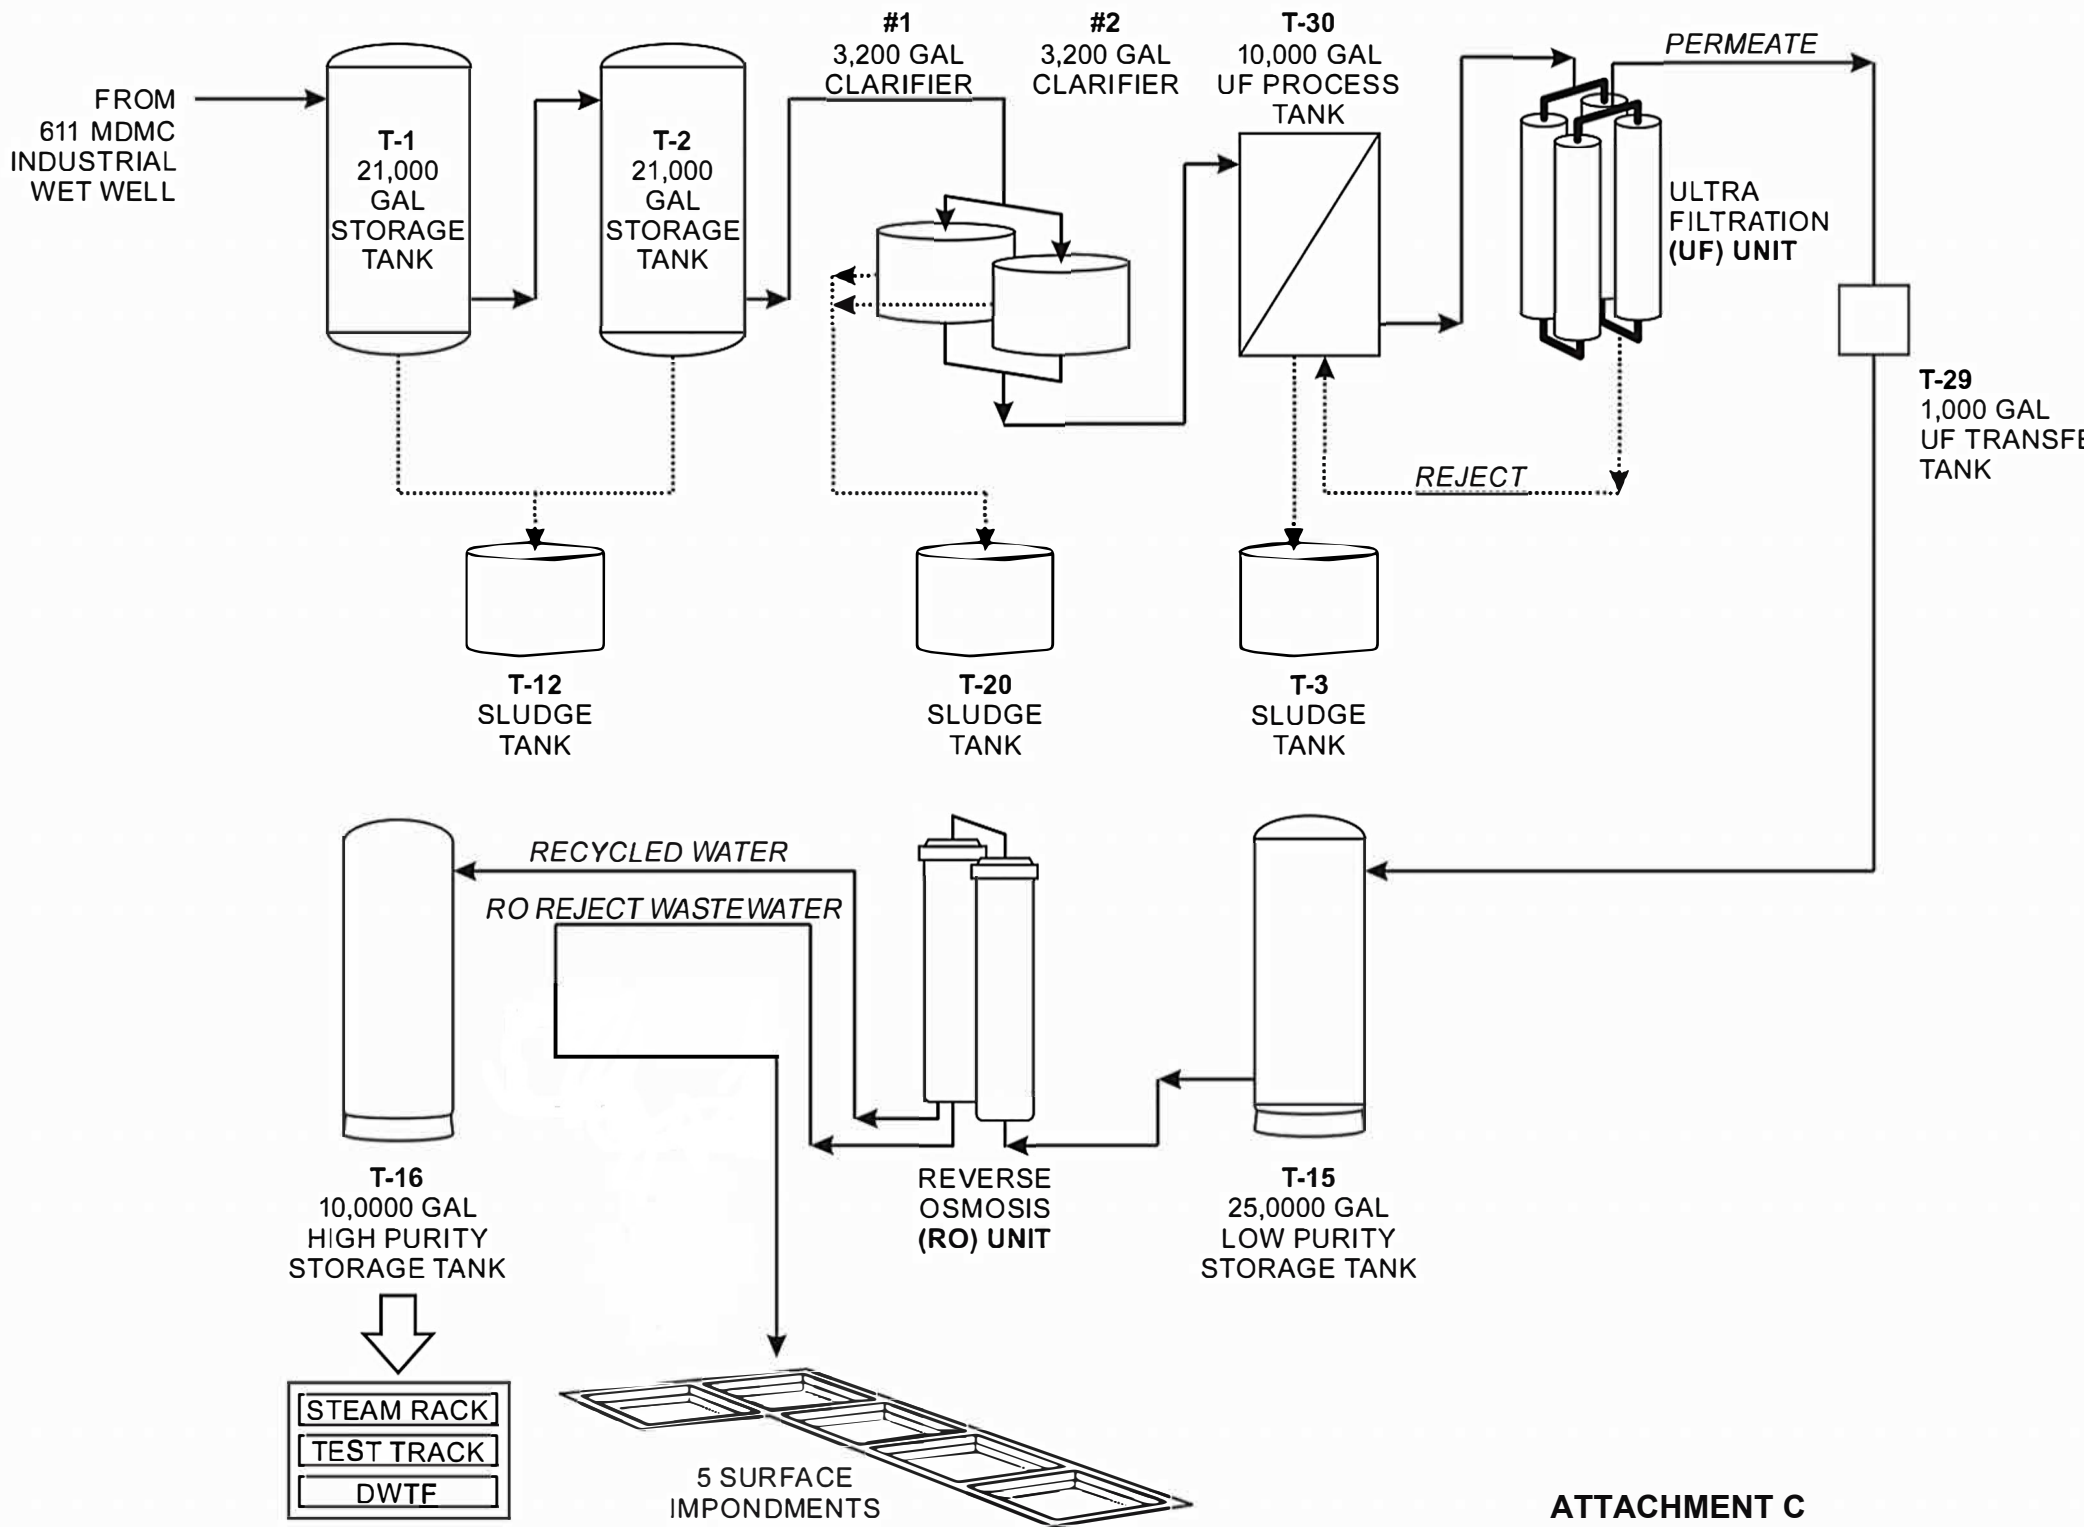 FROM
611 MDMC
INDUSTRIAL
WET WELL
T-1
21,000
GAL
STORAGE
TANK
T-2
21,000
GAL
STORAGE
TANK
#1
3,200 GAL
CLARIFIER
#2
3,200 GAL
CLARIFIER
T-30
10,000 GAL
UF PROCESS
TANK
PERMEATE
ULTRA
FILTRATION
(UF) UNIT
T-29
1,000 GAL
UF TRANSFE
TANK
REJECT
T-12
SLUDGE
TANK
T-20
SLUDGE
TANK
T-3
SLUDGE
TANK
RECYCLED WATER
RO REJECT WASTEWATER
T-16
10,0000 GAL
HIGH PURITY
STORAGE TANK
REVERSE
OSMOSIS
(RO) UNIT
T-15
25,0000 GAL
LOW PURITY
STORAGE TANK
STEAM RACK
TEST TRACK
DWTF
5 SURFACE
IMPONDMENTS
ATTACHMENT C